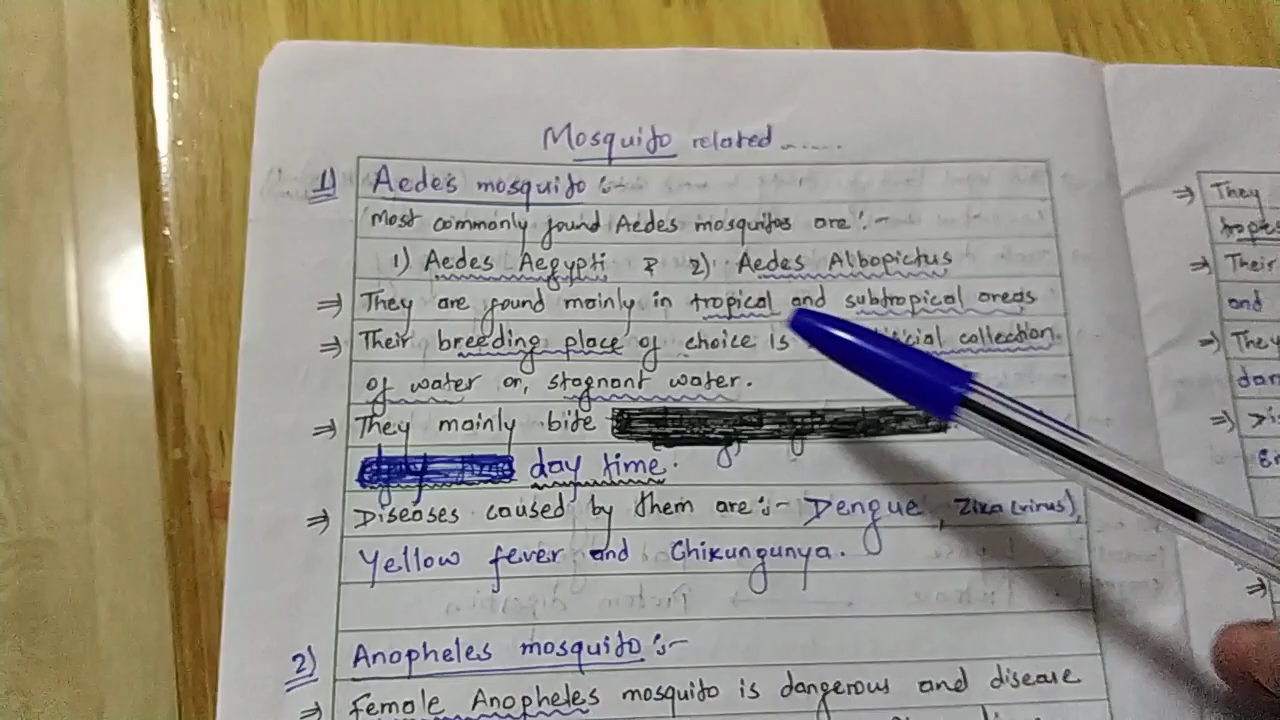 Mosquito related......
1) Aedes mosquito :-
Most commonly found Aedes mosquitos are :-
1) Aedes Aegypti & 2) Aedes Albopictus
⇒ They are found mainly in tropical and subtropical areas
⇒ Their breeding place of choice is collection
of water or, stagnant water.
⇒ They mainly bite
day time.
⇒ Diseases caused by them are :- Dengue, Zika (virus),
Yellow fever and Chikungunya.
2) Anopheles mosquito :-
⇒ Female Anopheles mosquito is dangerous and disease
⇒ They
⇒ Their
and
⇒ They